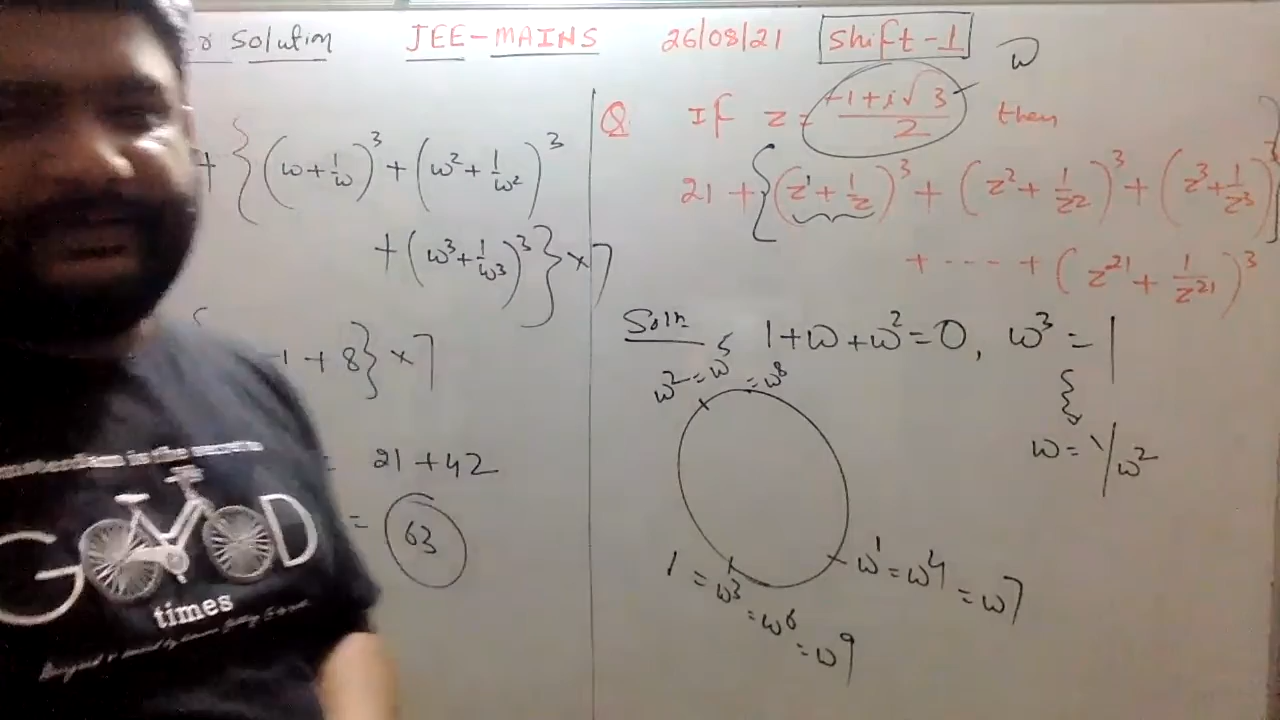 Solution JEE-MAINS 26/08/21 Shift-1
ω
Q If z = (-1+i√3)/2 then
21 + {(z¹ + 1/z)³ + (z² + 1/z²)³ + (z³ + 1/z³)³
+ ---- + (z²¹ + 1/z²¹)³
Soln 1+ω+ω²=0, ω³=1
ω²=ω⁵
=ω⁸
ω = 1/ω²
ω¹=ω⁴
=ω7
1=ω³
=ω⁶
=ω9
+ {(ω+1/ω)³ + (ω²+1/ω²)³
+ (ω³+1/ω³)³} × 7
1 + 8} × 7
= 21 + 42
= 63
GOOD
times